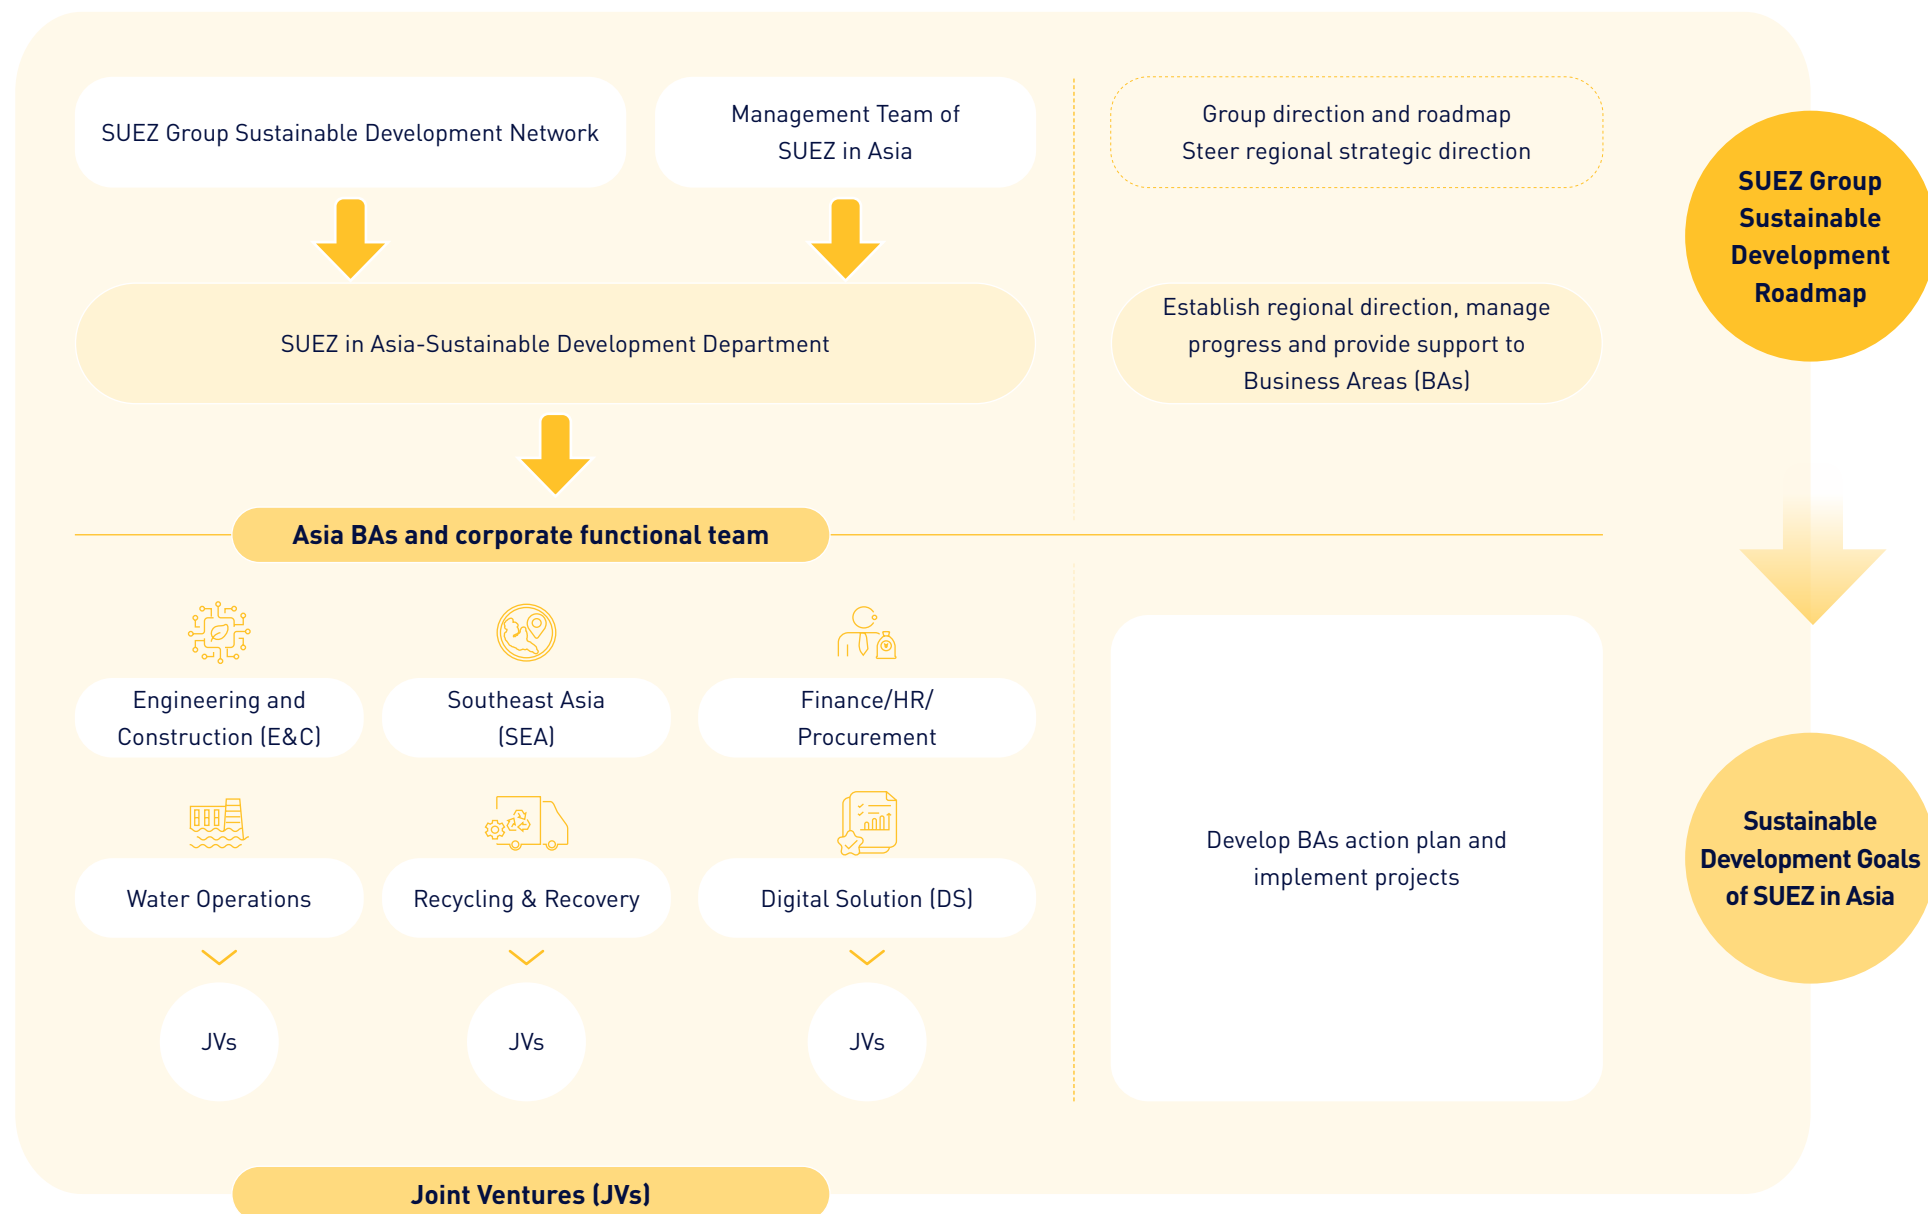 SUEZ Group Sustainable Development Network
Management Team of
SUEZ in Asia
Group direction and roadmap
Steer regional strategic direction
SUEZ Group
Sustainable
Development
Roadmap
SUEZ in Asia-Sustainable Development Department
Establish regional direction, manage
progress and provide support to
Business Areas (BAs)
Asia BAs and corporate functional team
Engineering and
Construction (E&C)
Southeast Asia
(SEA)
Finance/HR/
Procurement
Water Operations
Recycling & Recovery
Digital Solution (DS)
JVs
JVs
JVs
Develop BAs action plan and
implement projects
Sustainable
Development Goals
of SUEZ in Asia
Joint Ventures (JVs)